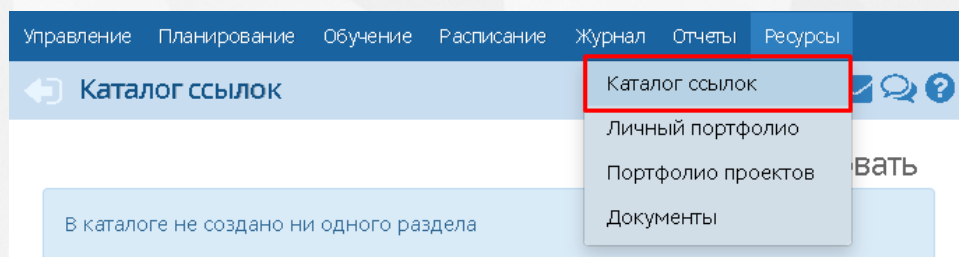 Управление Планирование Обучение Расписание Журнал Отчеты Ресурсы
Каталог ссылок
Каталог ссылок
Личный портфолио
Портфолио проектов
Документы
В каталоге не создано ни одного раздела